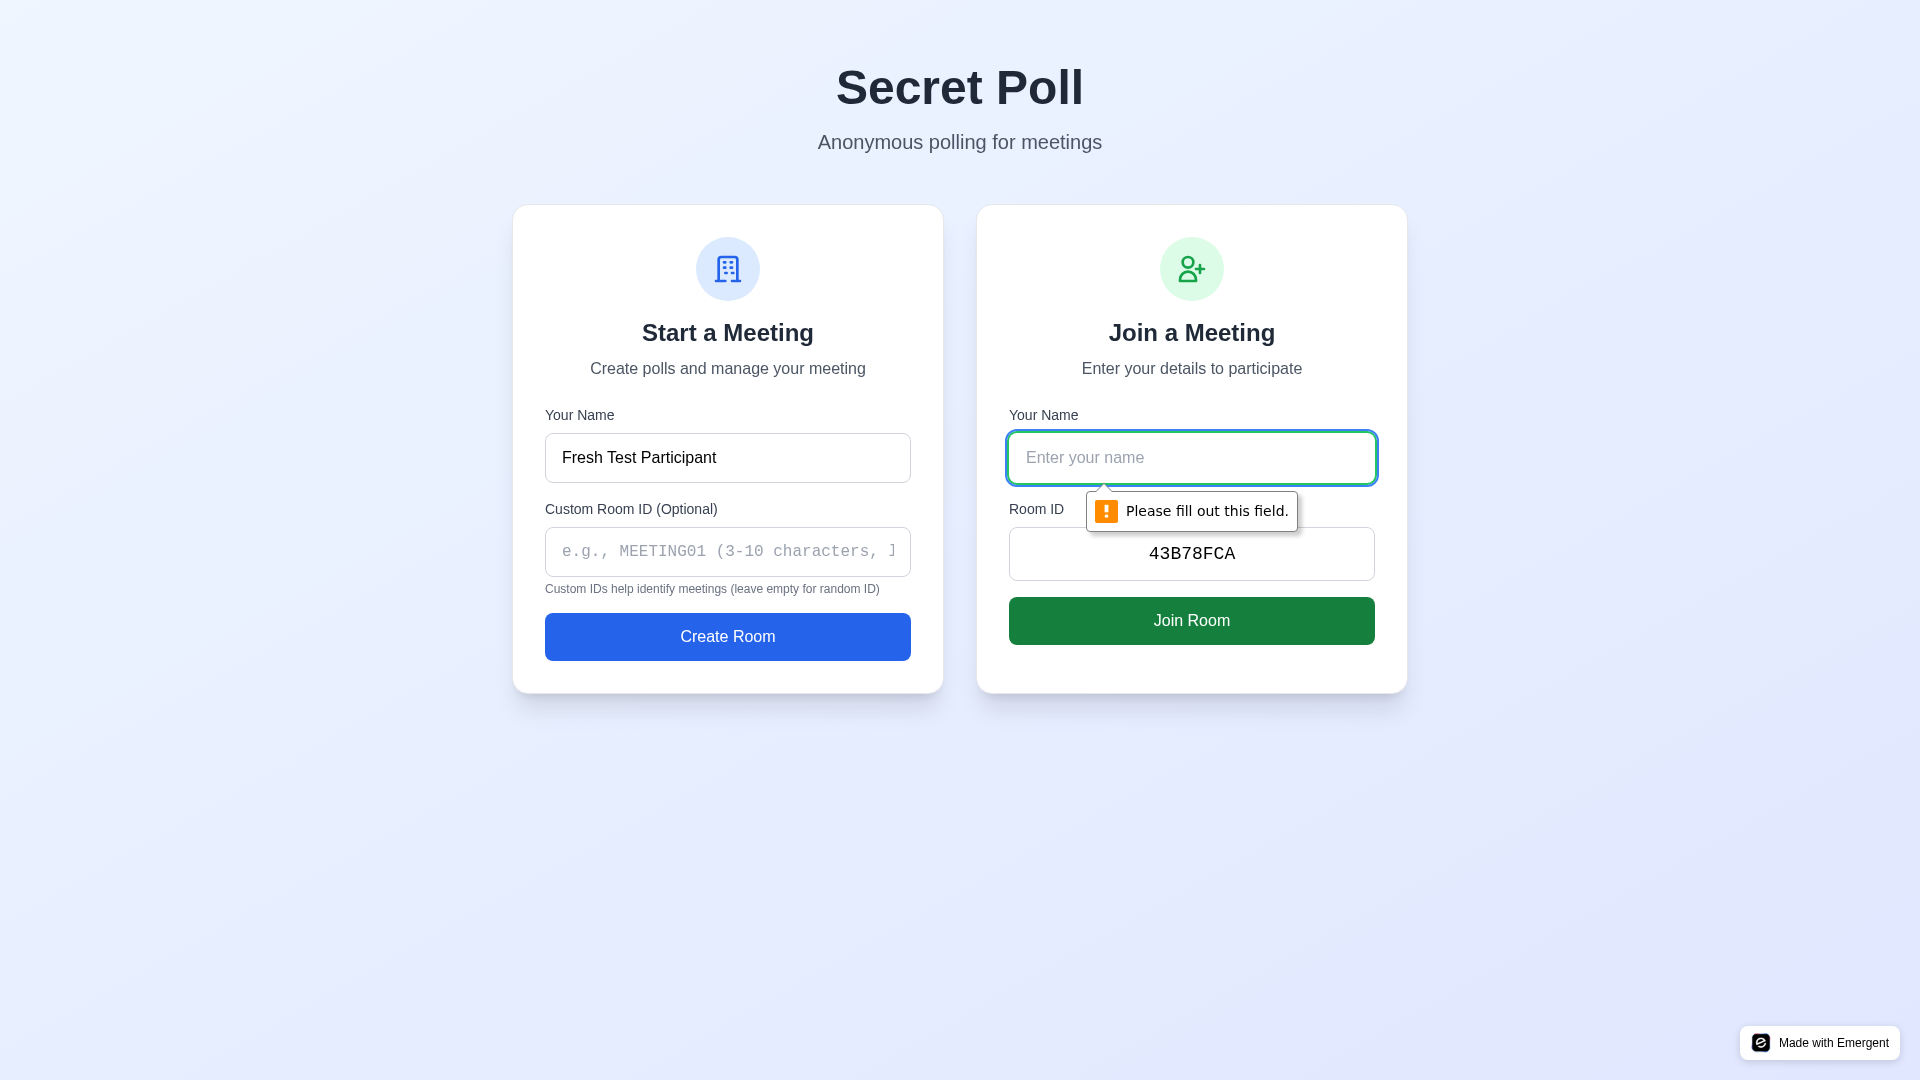 Secret Poll
Anonymous polling for meetings
Start a Meeting
Create polls and manage your meeting
Your Name
Fresh Test Participant
Custom Room ID (Optional)
e.g., MEETING01 (3-10 characters,
Custom IDs help identify meetings (leave empty for random ID)
Create Room
Join a Meeting
Enter your details to participate
Your Name
Enter your name
Please fill out this field.
Room ID
43B78FCA
Join Room
Made with Emergent